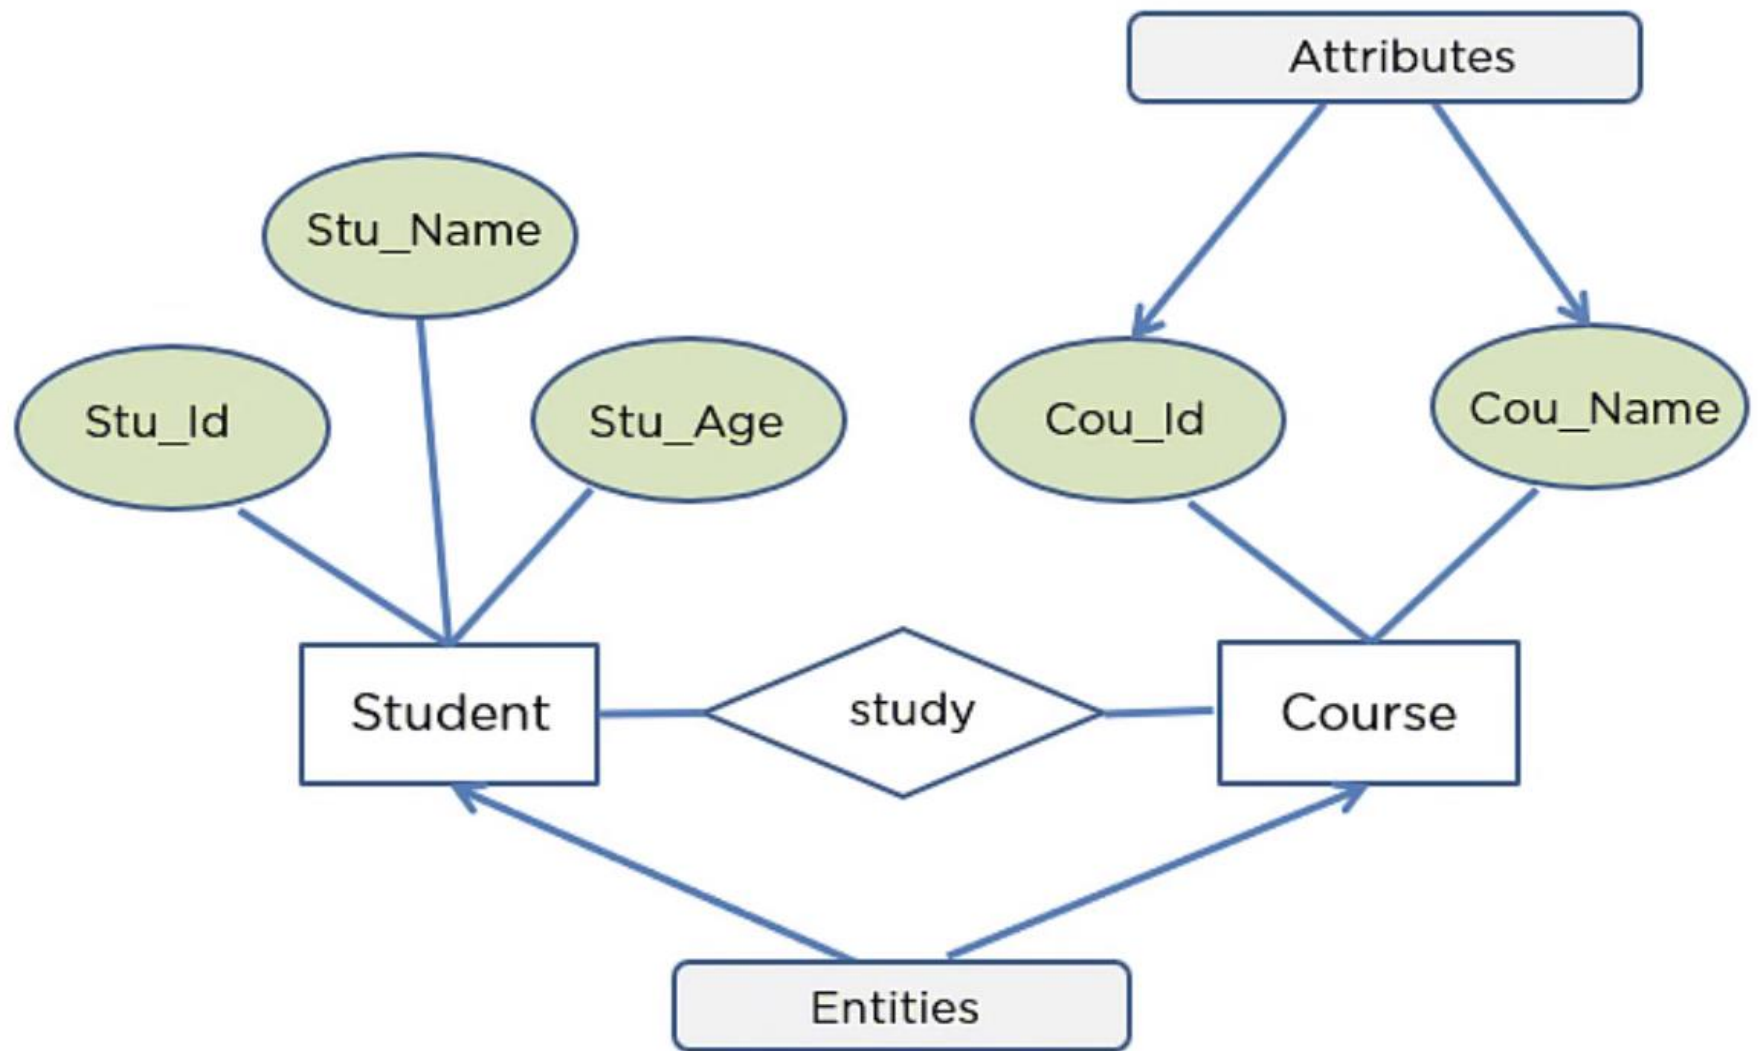 Attributes
Stu_Name
Stu_Id
Stu_Age
Cou_Id
Cou_Name
Student
study
Course
Entities